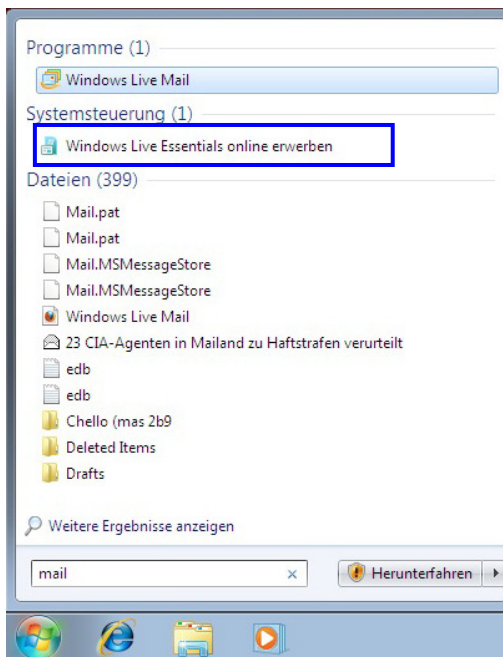 Programme (1)
Windows Live Mail
Systemsteuerung (1)
Windows Live Essentials online erwerben
Dateien (399)
Mail.pat
Mail.pat
Mail.MSMessageStore
Mail.MSMessageStore
Windows Live Mail
23 CIA-Agenten in Mailand zu Haftstrafen verurteilt
edb
edb
Chello (mas 2b9
Deleted Items
Drafts
Weitere Ergebnisse anzeigen
mail
Herunterfahren